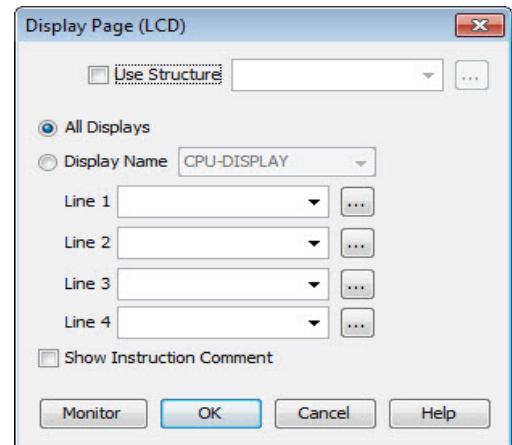 Display Page (LCD)
Use Structure ...
All Displays
Display Name CPU-DISPLAY
Line 1 ...
Line 2 ...
Line 3 ...
Line 4 ...
Show Instruction Comment
Monitor OK Cancel Help